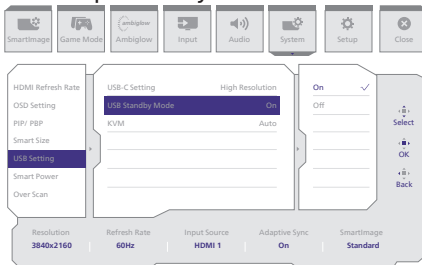 SmartImage
Game Mode
ambiglow
Ambiglow
Input
Audio
System
Setup
Close
HDMI Refresh Rate
OSD Setting
PIP/ PBP
Smart Size
USB Setting
Smart Power
Over Scan
USB-C Setting High Resolution
USB Standby Mode On
KVM Auto
On ✓
Off
Select
OK
Back
Resolution Refresh Rate Input Source Adaptive Sync SmartImage
3840x2160 60Hz HDMI 1 On Standard